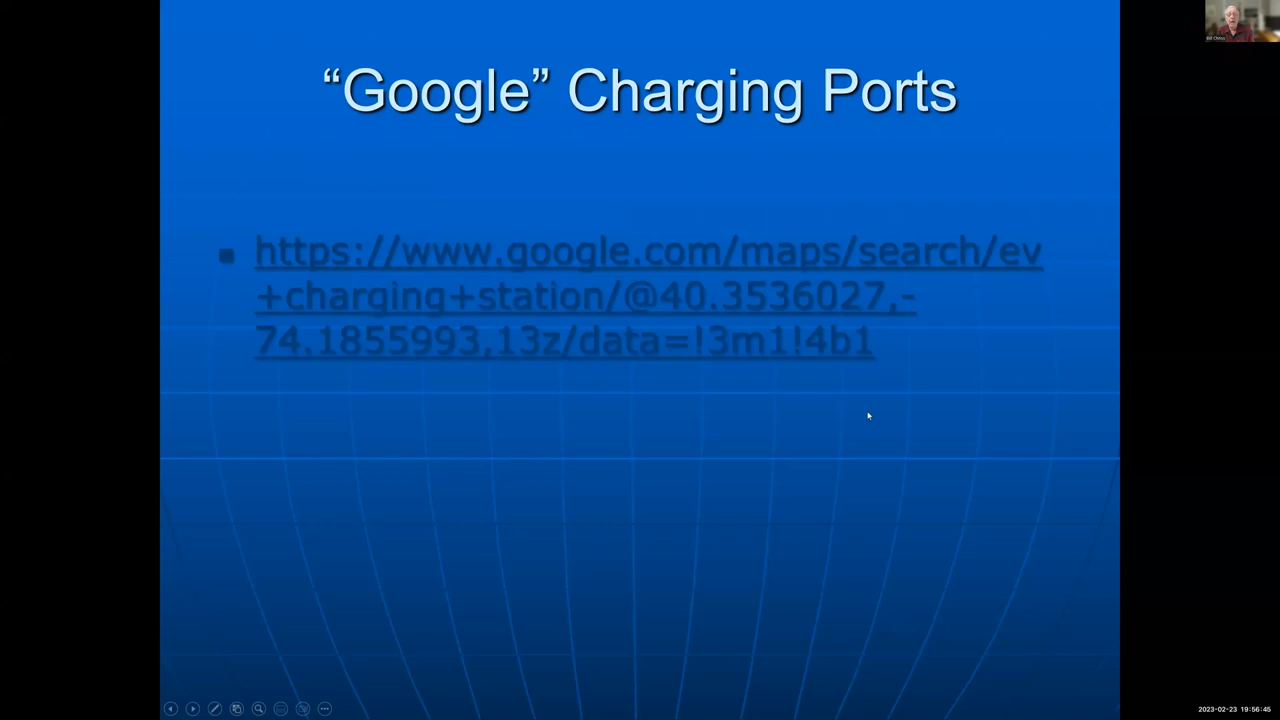 “Google” Charging Ports
https://www.google.com/maps/search/ev
+charging+station/@40.3536027,-
74.1855993,13z/data=!3m1!4b1
2023-02-23 19:56:45